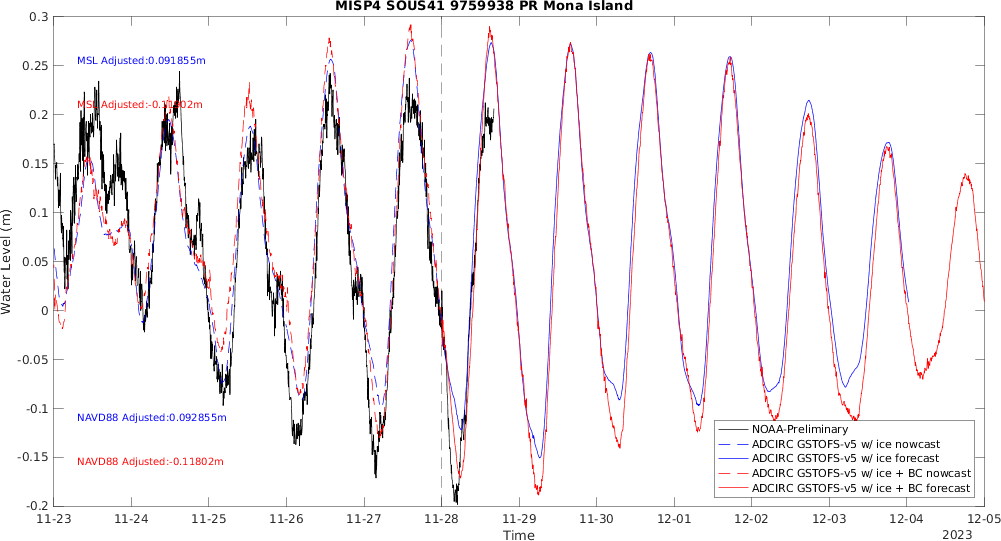 MISP4 SOUS41 9759938 PR Mona Island
0.3
0.25
0.2
0.15
0.1
0.05
0
-0.05
-0.1
-0.15
-0.2
Water Level (m)
MSL Adjusted:0.091855m
MSL Adjusted:-0.11802m
NAVD88 Adjusted:0.092855m
NAVD88 Adjusted:-0.11802m
NOAA-Preliminary
ADCIRC GSTOFS-v5 w/ ice nowcast
ADCIRC GSTOFS-v5 w/ ice forecast
ADCIRC GSTOFS-v5 w/ ice + BC nowcast
ADCIRC GSTOFS-v5 w/ ice + BC forecast
11-23 11-24 11-25 11-26 11-27 11-28 11-29 11-30 12-01 12-02 12-03 12-04 12-05
Time
2023